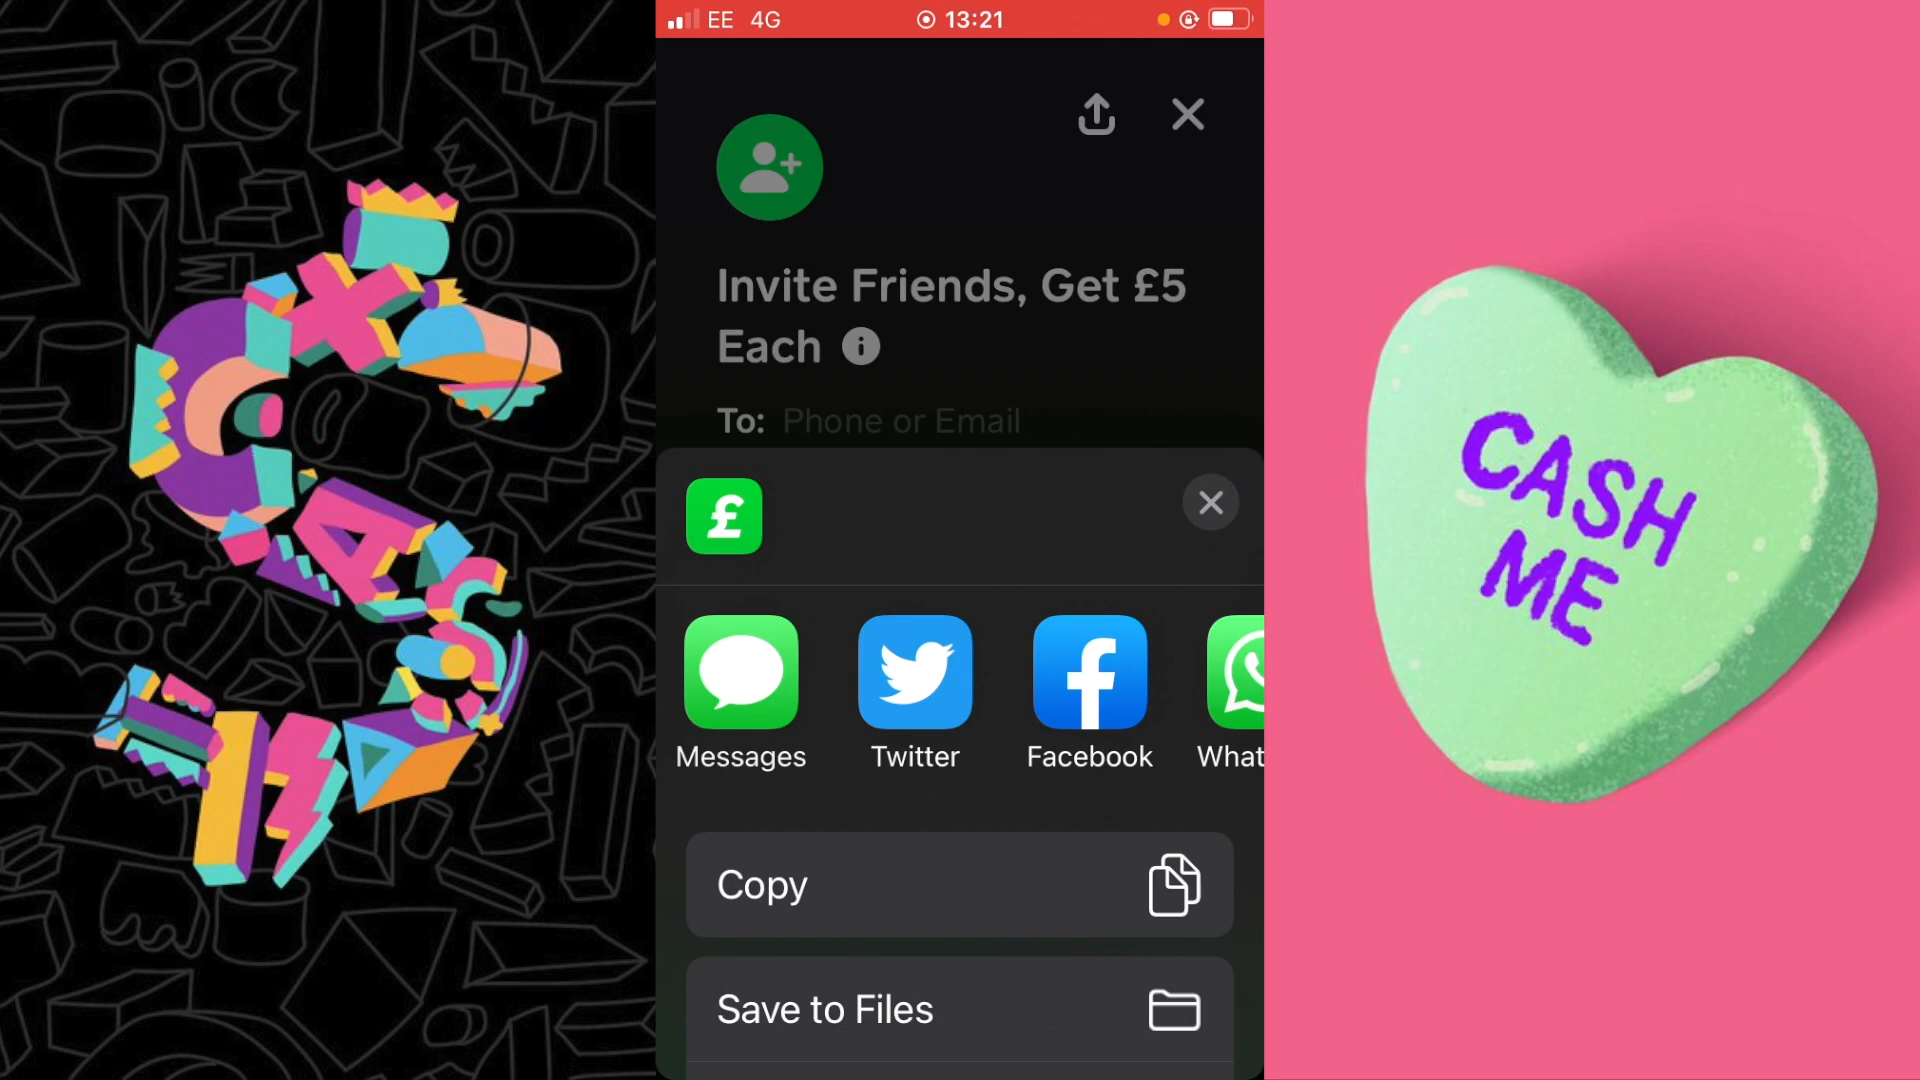 EE 4G 13:21
Invite Friends, Get £5
Each
To: Phone or Email
£
Messages Twitter Facebook What
Copy
Save to Files
CASH
ME